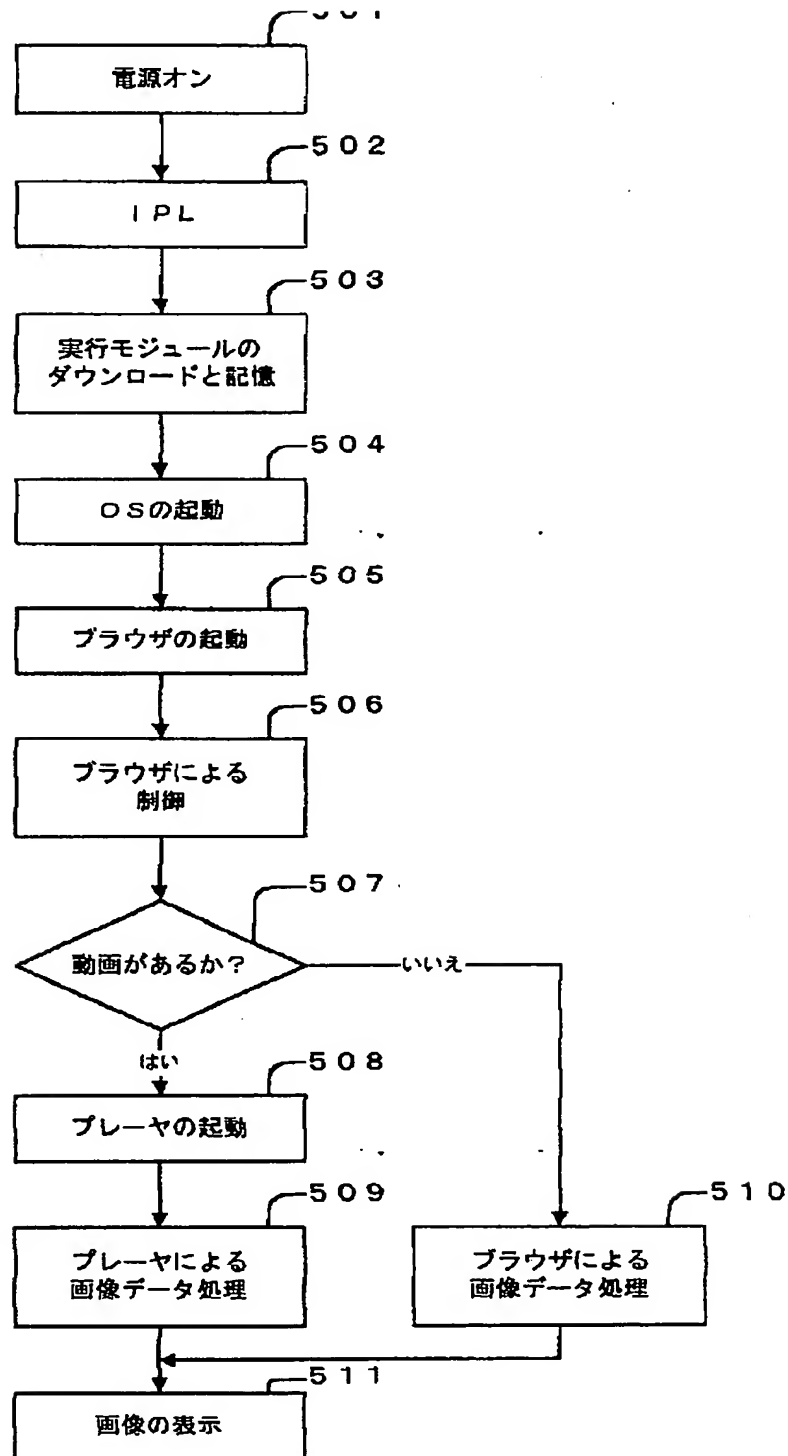 電源オン
５０２
ＩＰＬ
５０３
実行モジュールの
ダウンロードと記憶
５０４
ＯＳの起動
５０５
ブラウザの起動
５０６
ブラウザによる
制御
５０７
動画があるか？
いいえ
はい
５０８
プレーヤの起動
５０９
プレーヤによる
画像データ処理
５１０
ブラウザによる
画像データ処理
５１１
画像の表示